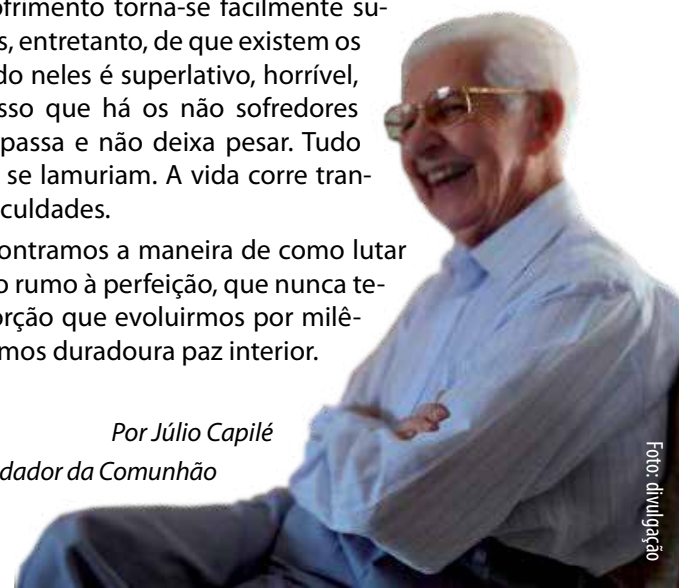 ofrimento torna-se facilmente su-
s, entretanto, de que existem os
do neles é superlativo, horrível,
sso que há os não sofredores
passa e não deixa pesar. Tudo
se lamuriam. A vida corre tran-
culdades.
ontramos a maneira de como lutar
o rumo à perfeição, que nunca te-
orção que evoluirmos por milê-
mos duradoura paz interior.
Por Júlio Capilé
dador da Comunhão
Foto: divulgação